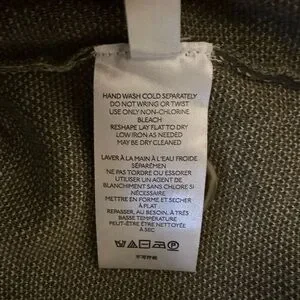 HAND WASH COLD SEPARATELY
DO NOT WRING OR TWIST
USE ONLY NON-CHLORINE
BLEACH
RESHAPE LAY FLAT TO DRY
LOW IRON AS NEEDED
MAY BE DRY CLEANED
LAVER À LA MAIN À L'EAU FROIDE
SÉPARÉMENT
NE PAS TORDRE OU ESSORER
UTILISER UN AGENT DE
BLANCHIMENT SANS CHLORE SI
NÉCESSAIRE
METTRE EN FORME ET SÉCHER
À PLAT
REPASSER, AU BESOIN, À TRÈS
BASSE TEMPÉRATURE
PEUT-ÊTRE ÊTRE NETTOYÉE
À SEC